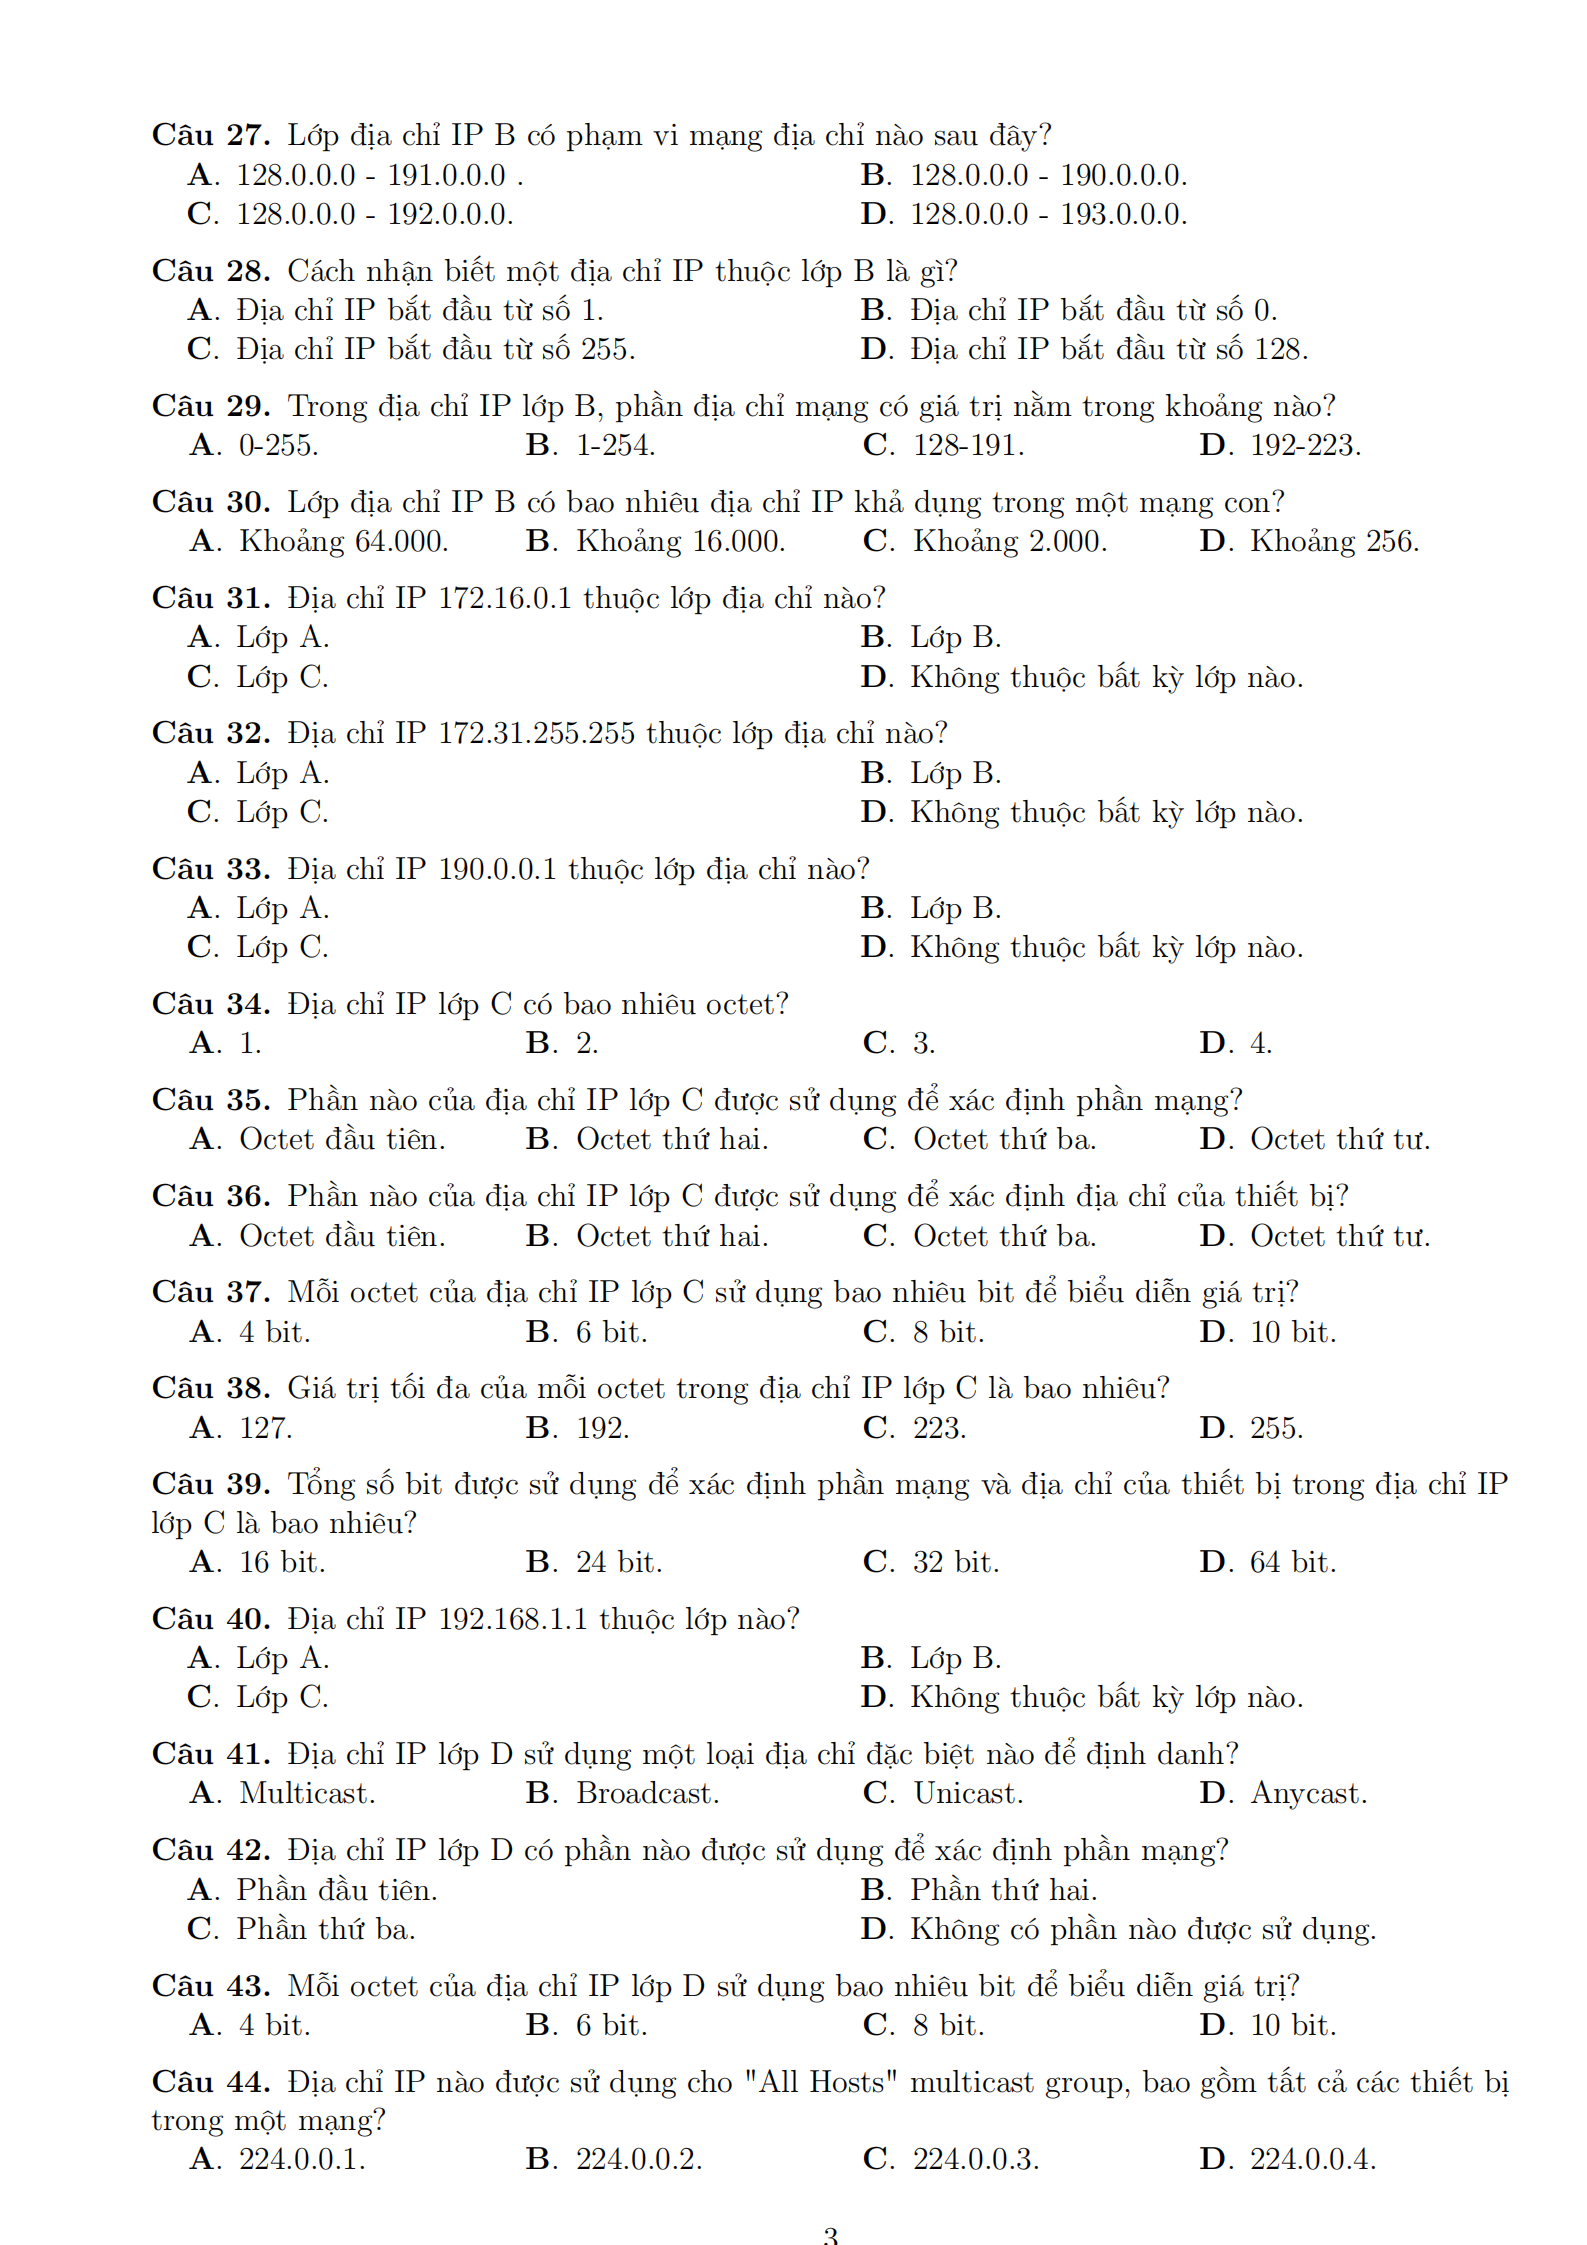 Câu 27. Lớp địa chỉ IP B có phạm vi mạng địa chỉ nào sau đây?
A. 128.0.0.0 - 191.0.0.0 . B. 128.0.0.0 - 190.0.0.0.
C. 128.0.0.0 - 192.0.0.0. D. 128.0.0.0 - 193.0.0.0.
Câu 28. Cách nhận biết một địa chỉ IP thuộc lớp B là gì?
A. Địa chỉ IP bắt đầu từ số 1. B. Địa chỉ IP bắt đầu từ số 0.
C. Địa chỉ IP bắt đầu từ số 255. D. Địa chỉ IP bắt đầu từ số 128.
Câu 29. Trong địa chỉ IP lớp B, phần địa chỉ mạng có giá trị nằm trong khoảng nào?
A. 0-255. B. 1-254. C. 128-191. D. 192-223.
Câu 30. Lớp địa chỉ IP B có bao nhiêu địa chỉ IP khả dụng trong một mạng con?
A. Khoảng 64.000. B. Khoảng 16.000. C. Khoảng 2.000. D. Khoảng 256.
Câu 31. Địa chỉ IP 172.16.0.1 thuộc lớp địa chỉ nào?
A. Lớp A. B. Lớp B.
C. Lớp C. D. Không thuộc bất kỳ lớp nào.
Câu 32. Địa chỉ IP 172.31.255.255 thuộc lớp địa chỉ nào?
A. Lớp A. B. Lớp B.
C. Lớp C. D. Không thuộc bất kỳ lớp nào.
Câu 33. Địa chỉ IP 190.0.0.1 thuộc lớp địa chỉ nào?
A. Lớp A. B. Lớp B.
C. Lớp C. D. Không thuộc bất kỳ lớp nào.
Câu 34. Địa chỉ IP lớp C có bao nhiêu octet?
A. 1. B. 2. C. 3. D. 4.
Câu 35. Phần nào của địa chỉ IP lớp C được sử dụng để xác định phần mạng?
A. Octet đầu tiên. B. Octet thứ hai. C. Octet thứ ba. D. Octet thứ tư.
Câu 36. Phần nào của địa chỉ IP lớp C được sử dụng để xác định địa chỉ của thiết bị?
A. Octet đầu tiên. B. Octet thứ hai. C. Octet thứ ba. D. Octet thứ tư.
Câu 37. Mỗi octet của địa chỉ IP lớp C sử dụng bao nhiêu bit để biểu diễn giá trị?
A. 4 bit. B. 6 bit. C. 8 bit. D. 10 bit.
Câu 38. Giá trị tối đa của mỗi octet trong địa chỉ IP lớp C là bao nhiêu?
A. 127. B. 192. C. 223. D. 255.
Câu 39. Tổng số bit được sử dụng để xác định phần mạng và địa chỉ của thiết bị trong địa chỉ IP
lớp C là bao nhiêu?
A. 16 bit. B. 24 bit. C. 32 bit. D. 64 bit.
Câu 40. Địa chỉ IP 192.168.1.1 thuộc lớp nào?
A. Lớp A. B. Lớp B.
C. Lớp C. D. Không thuộc bất kỳ lớp nào.
Câu 41. Địa chỉ IP lớp D sử dụng một loại địa chỉ đặc biệt nào để định danh?
A. Multicast. B. Broadcast. C. Unicast. D. Anycast.
Câu 42. Địa chỉ IP lớp D có phần nào được sử dụng để xác định phần mạng?
A. Phần đầu tiên. B. Phần thứ hai.
C. Phần thứ ba. D. Không có phần nào được sử dụng.
Câu 43. Mỗi octet của địa chỉ IP lớp D sử dụng bao nhiêu bit để biểu diễn giá trị?
A. 4 bit. B. 6 bit. C. 8 bit. D. 10 bit.
Câu 44. Địa chỉ IP nào được sử dụng cho "All Hosts" multicast group, bao gồm tất cả các thiết bị
trong một mạng?
A. 224.0.0.1. B. 224.0.0.2. C. 224.0.0.3. D. 224.0.0.4.
3